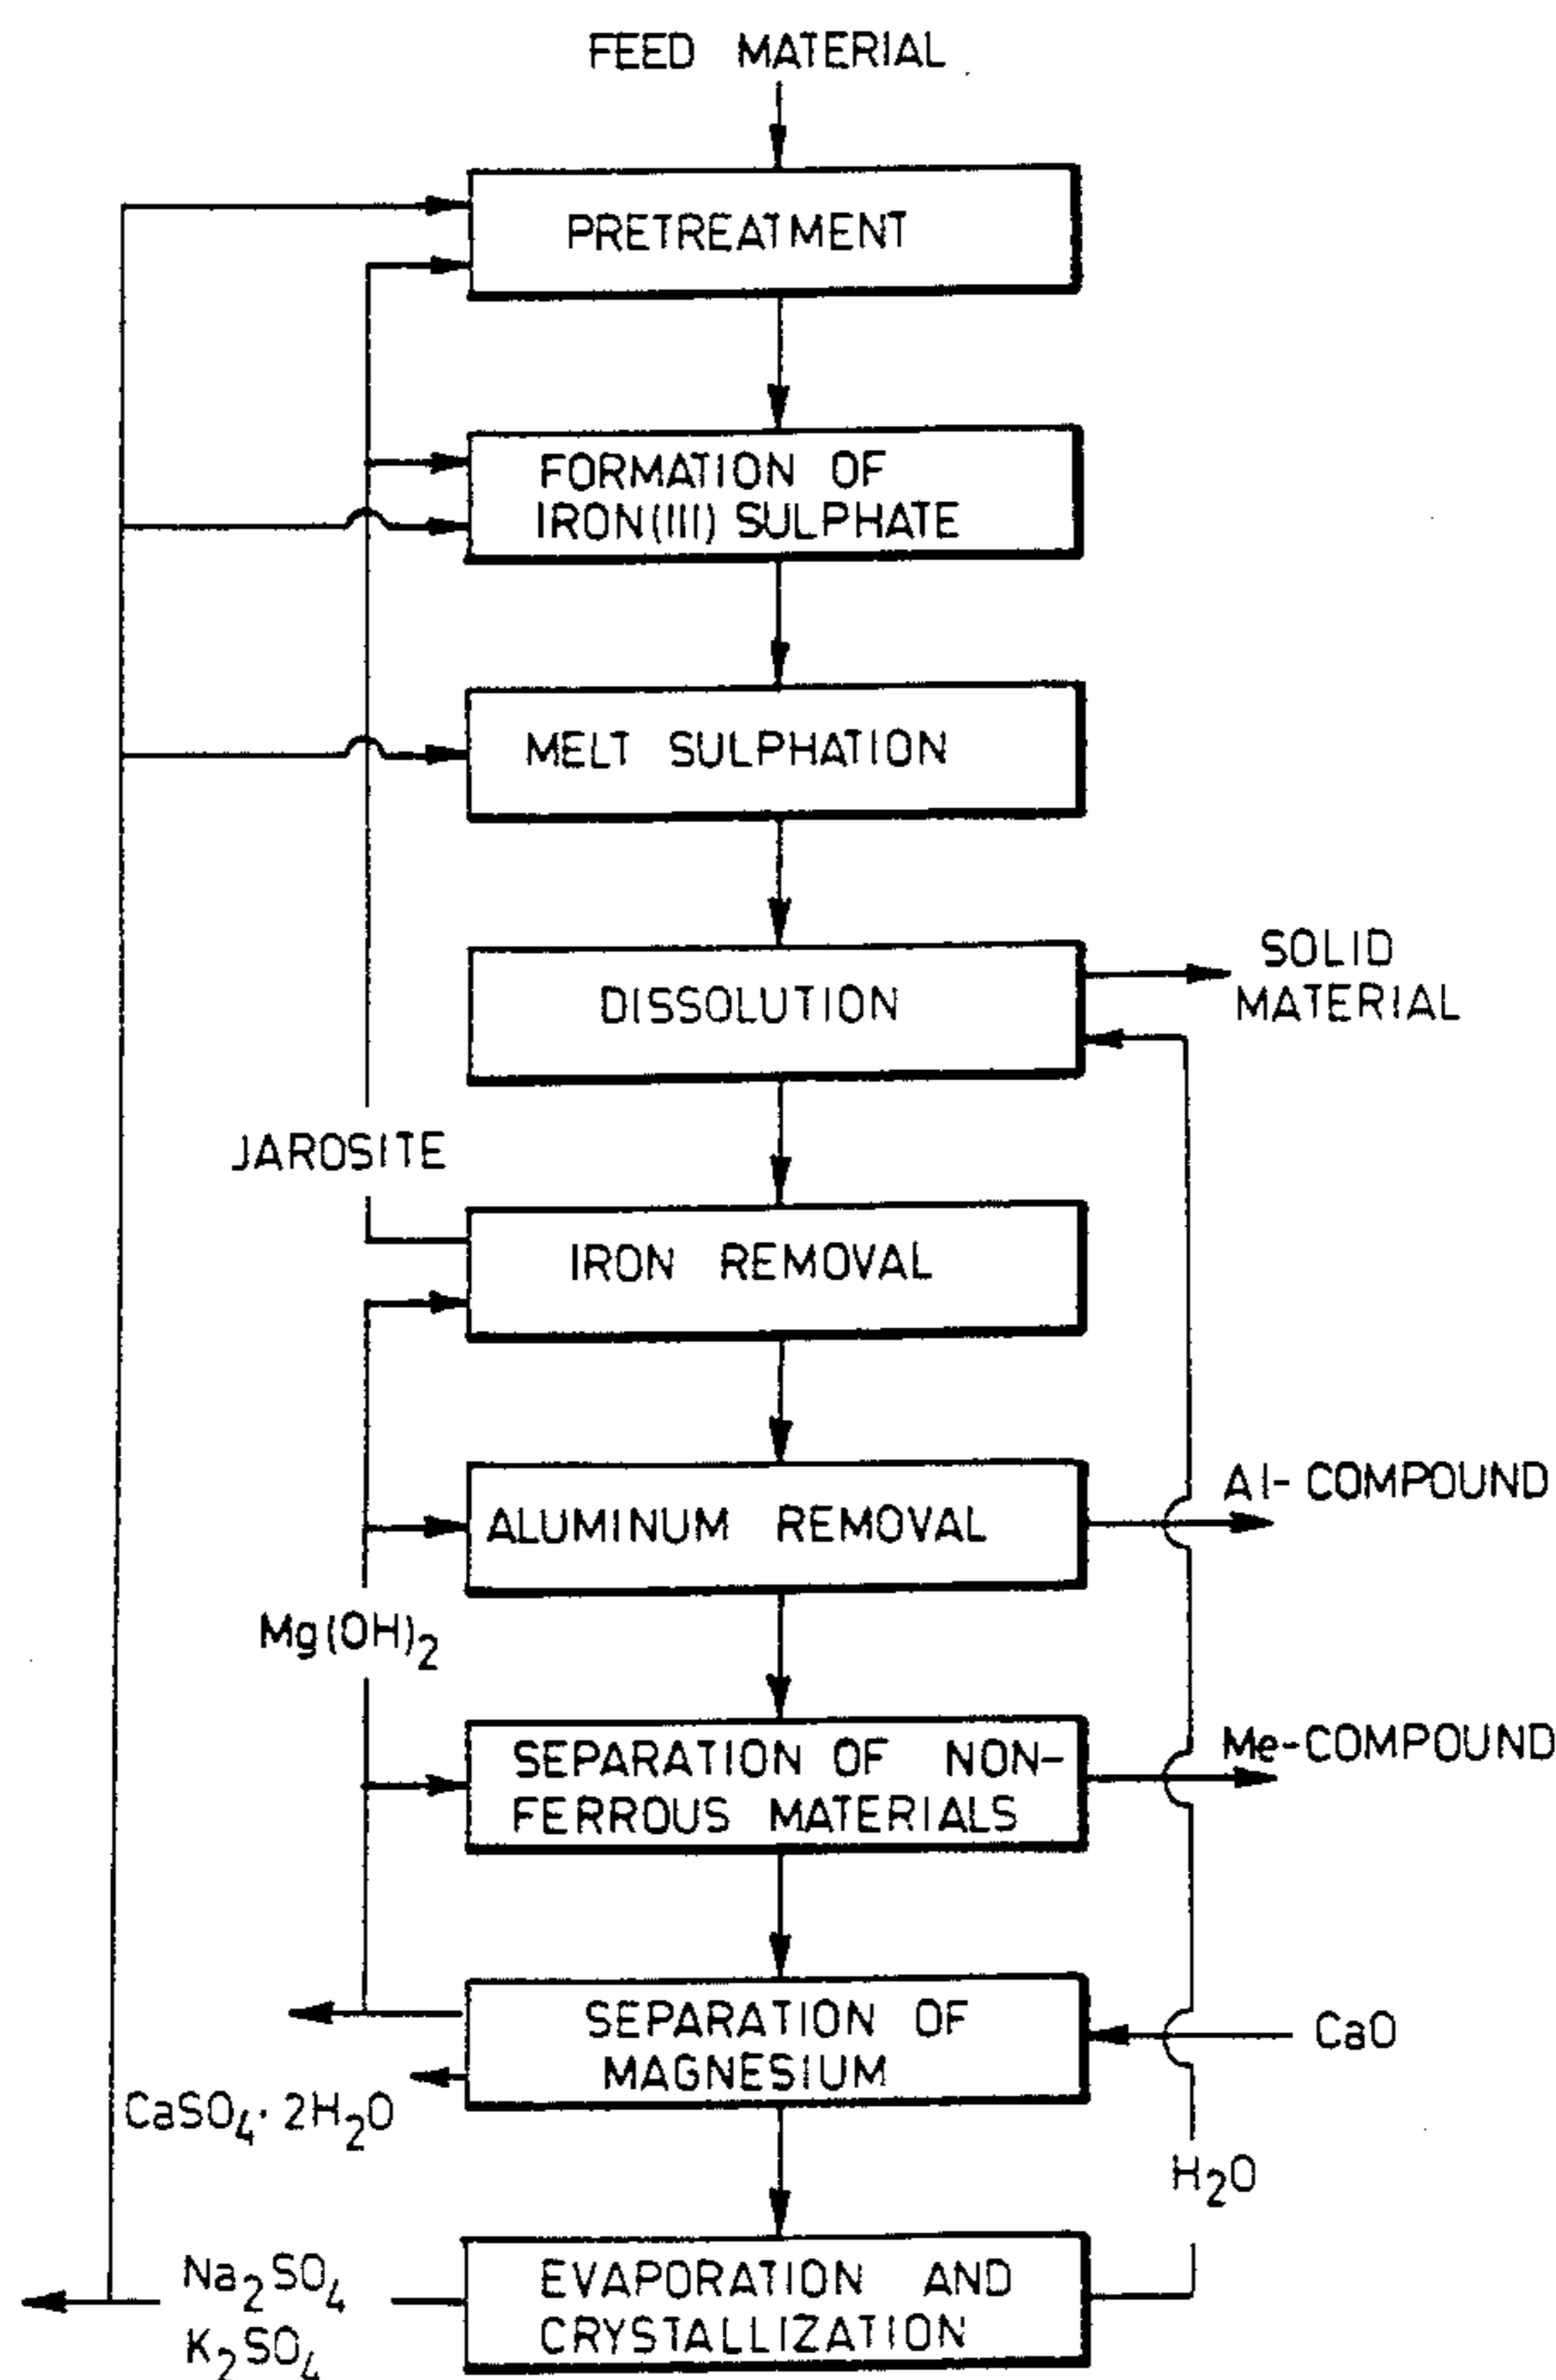 FEED MATERIAL
PRETREATMENT
FORMATION OF
IRON(III) SULPHATE
MELT SULPHATION
DISSOLUTION
SOLID
MATERIAL
JAROSITE
IRON REMOVAL
ALUMINUM REMOVAL
Al-COMPOUND
Mg(OH)₂
SEPARATION OF NON-
FERROUS MATERIALS
Me-COMPOUND
SEPARATION OF
MAGNESIUM
CaO
CaSO₄·2H₂O
H₂O
Na₂SO₄
K₂SO₄
EVAPORATION AND
CRYSTALLIZATION